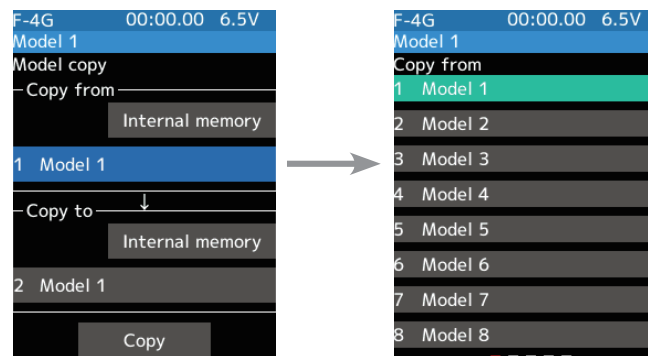 F-4G 00:00.00 6.5V
Model 1
Model copy
Copy from
Internal memory
1 Model 1
↓
Copy to
Internal memory
2 Model 1
Copy
F-4G 00:00.00 6.5V
Model 1
Copy from
1 Model 1
2 Model 2
3 Model 3
4 Model 4
5 Model 5
6 Model 6
7 Model 7
8 Model 8